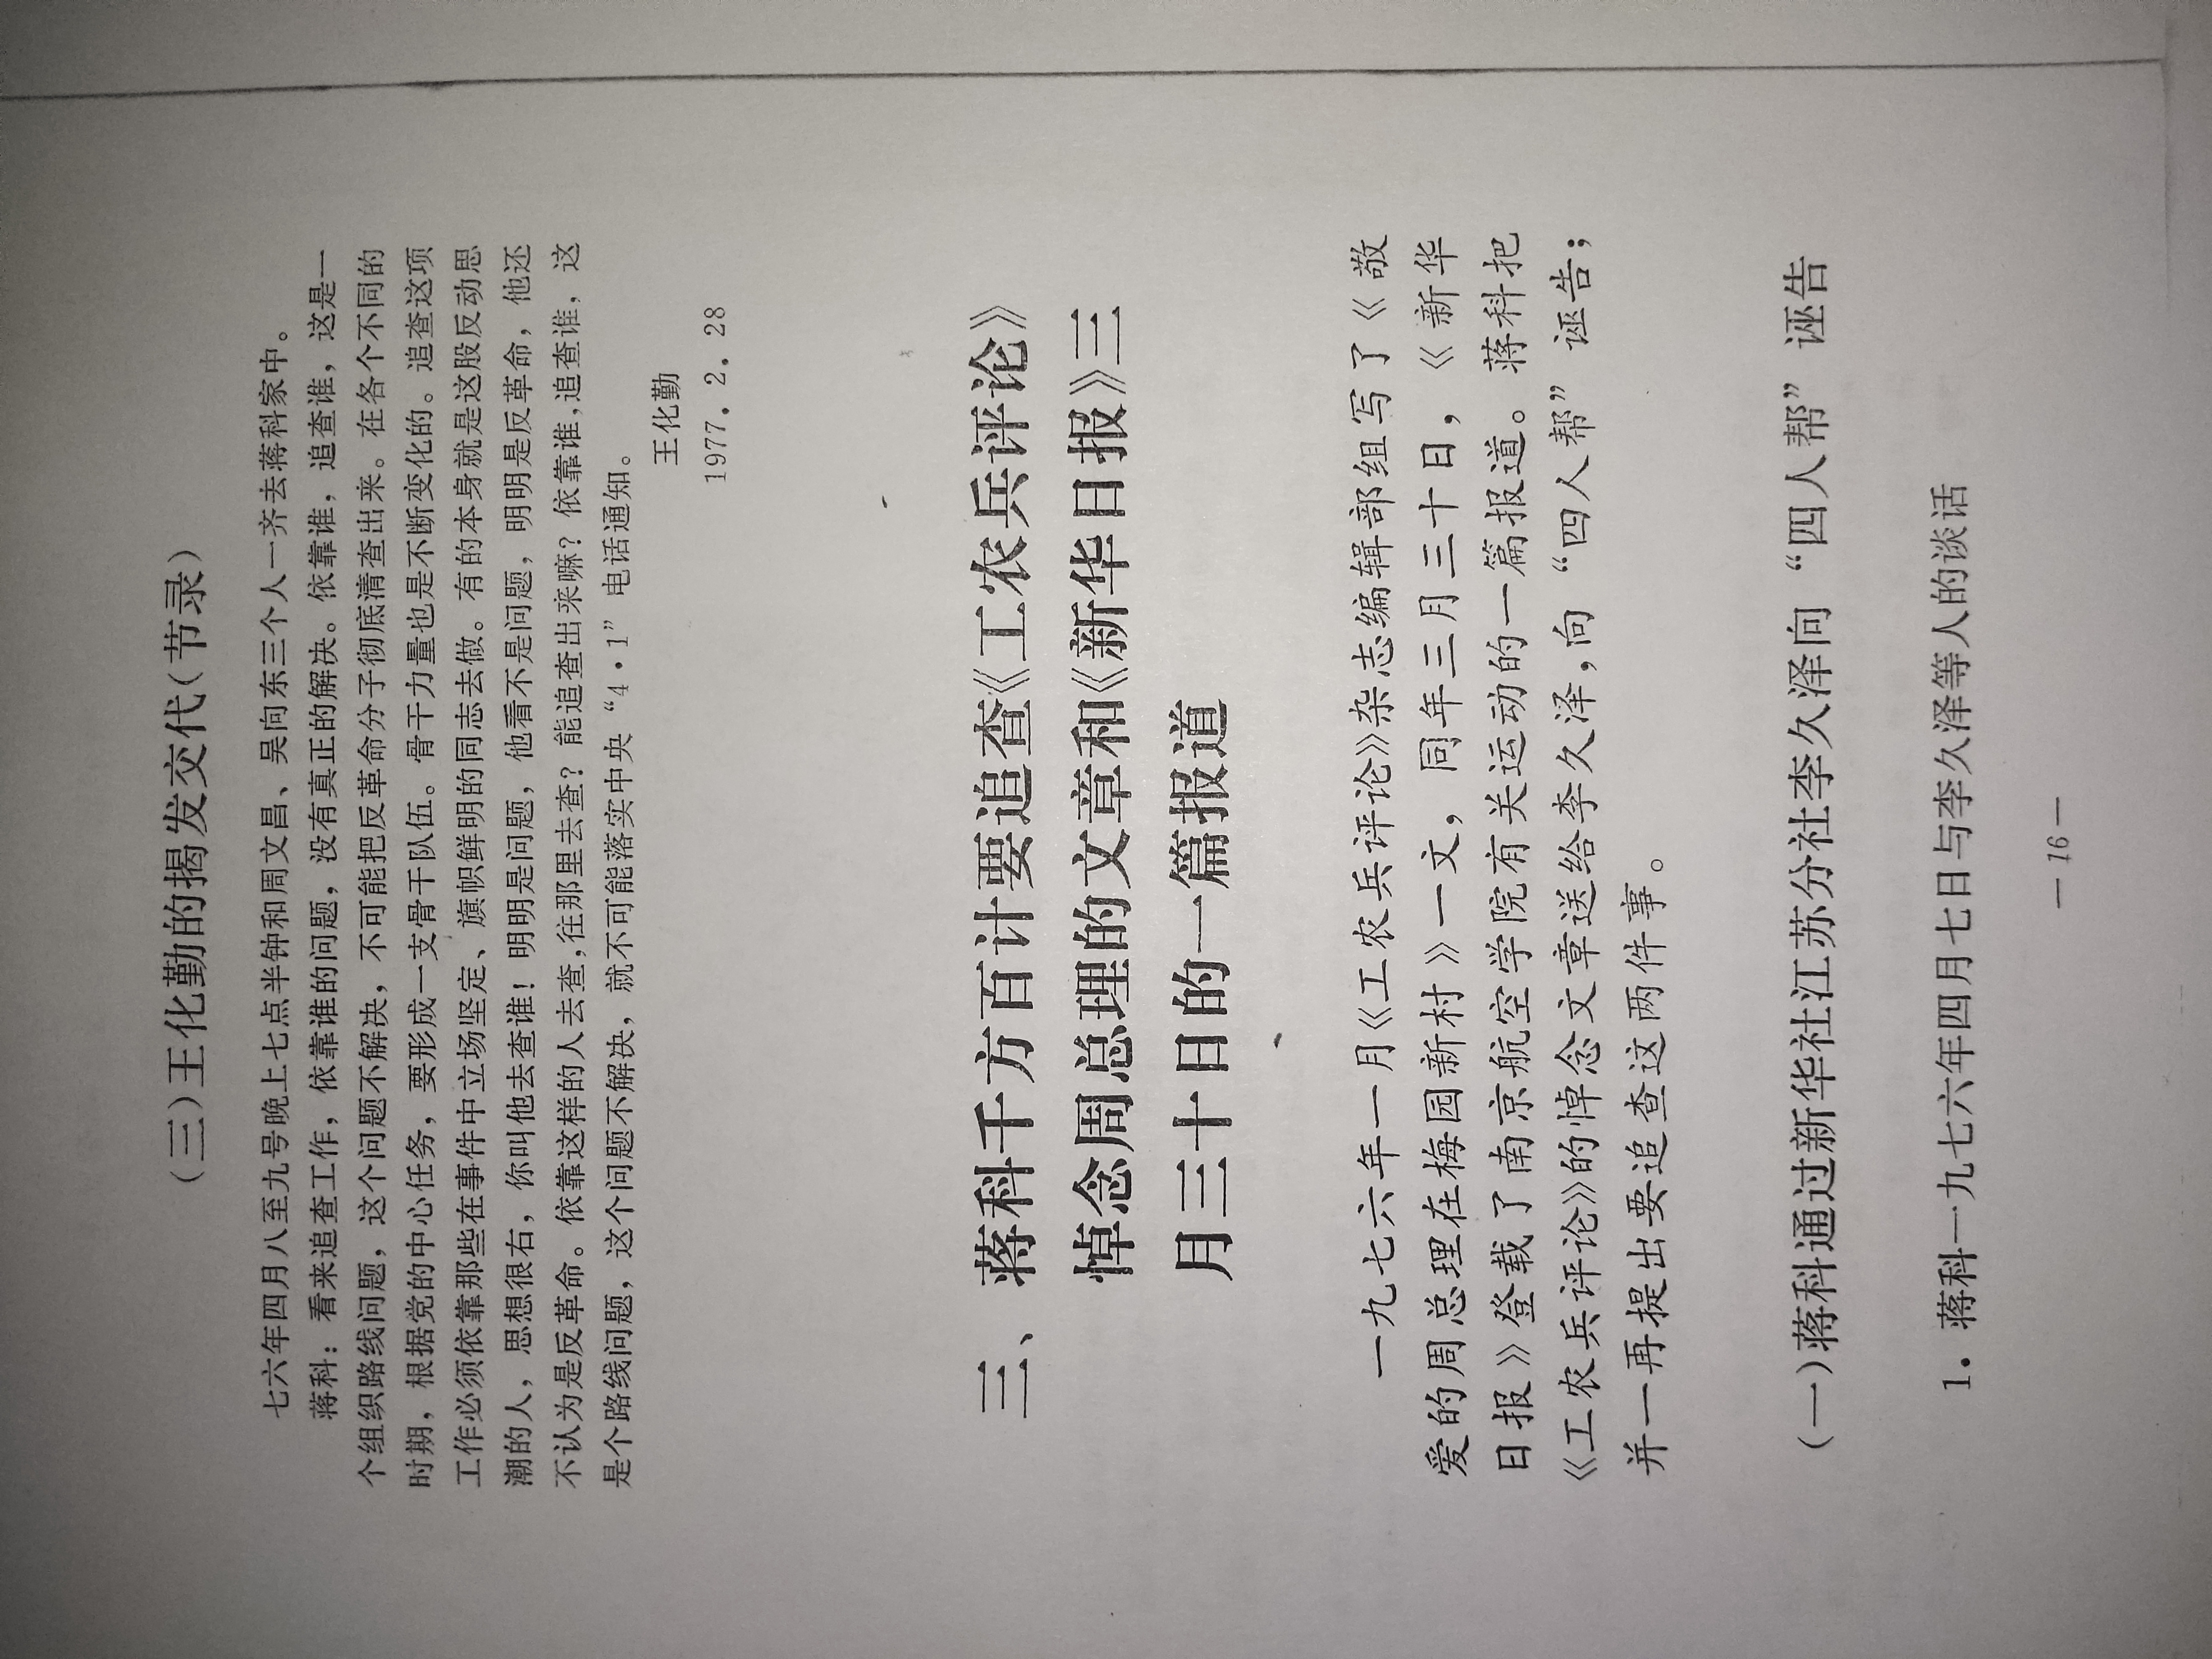 （三）王化勤的揭发交代（节录）
七六年四月八至九号晚上七点半钟和周文昌、吴向东三个人一齐去蒋科家中。
蒋科：看来追查工作，依靠谁的问题，没有真正的解决。依靠谁，追查谁，这是一
个组织路线问题，这个问题不解决，不可能把反革命分子彻底清查出来。在各个不同的
时期，根据党的中心任务，要形成一支骨干队伍。骨干力量也是不断变化的。追查这项
工作必须依靠那些在事件中立场坚定、旗帜鲜明的同志去做。有的本身就是这股反动思
潮的人，思想很右，你叫他去查谁！明明是问题，他看不是问题，明明是反革命，他还
不认为是反革命。依靠这样的人去查，往那里去查？能追查出来嘛？依靠谁，追查谁，这
是个路线问题，这个问题不解决，就不可能落实中央“4·1”电话通知。
王化勤
1977．2．28
三、蒋科千方百计要追查《工农兵评论》
悼念周总理的文章和《新华日报》三
月三十日的一篇报道
一九七六年一月《工农兵评论》杂志编辑部组写了《敬
爱的周总理在梅园新村》一文，同年三月三十日，《新华
日报》登载了南京航空学院有关运动的一篇报道。蒋科把
《工农兵评论》的悼念文章送给李久泽，向“四人帮”诬告；
并一再提出要追查这两件事。
（一）蒋科通过新华社江苏分社李久泽向“四人帮”诬告
1．蒋科一九七六年四月七日与李久泽等人的谈话
— 16 —